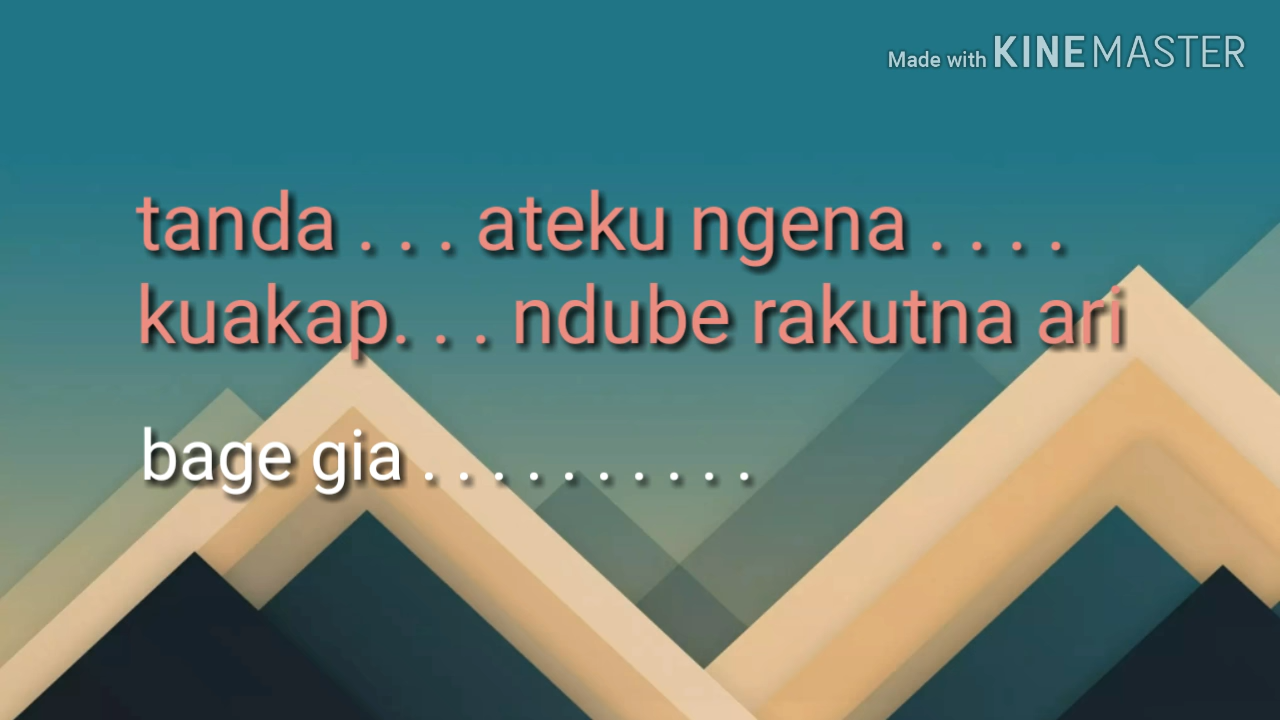 Made with KINEMASTER
tanda . . . ateku ngena . . . .
kuakap. . . ndube rakutna ari
bage gia . . . . . . . . . .